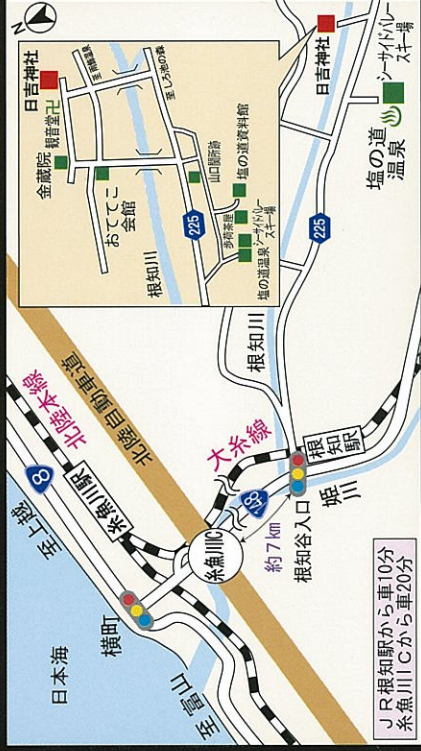 N
日本海
至上越
8
北陸本線
北陸自動車道
糸魚川駅
横町
至富山
糸魚川IC
大糸線
148
約7㎞
根知谷入口
根知駅
姫川
根知川
225
日吉神社
塩の道
温泉
シーサイドバレー
スキー場
日吉神社
観音堂卍
金蔵院
おててこ
会館
至雨飾温泉
至しろ池の森
根知川
山口関所跡
塩の道資料館
225
歩荷茶屋
塩の道温泉
シーサイドバレー
スキー場
JR根知駅から車10分
糸魚川ICから車20分